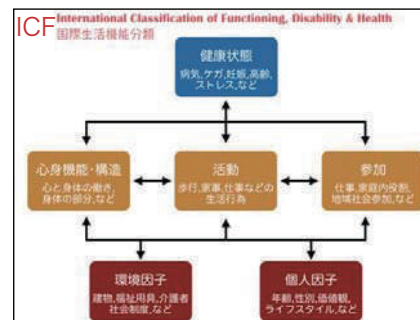 ICF International Classification of Functioning, Disability & Health
国際生活機能分類
健康状態
病気,ケガ,妊娠,高齢,
ストレス,など
心身機能・構造
心と身体の働き,
身体の部分,など
活動
歩行,家事,仕事などの
生活行為
参加
仕事,家庭内役割,
地域社会参加,など
環境因子
建物,福祉用具,介護者
社会制度,など
個人因子
年齢,性別,価値観,
ライフスタイル,など